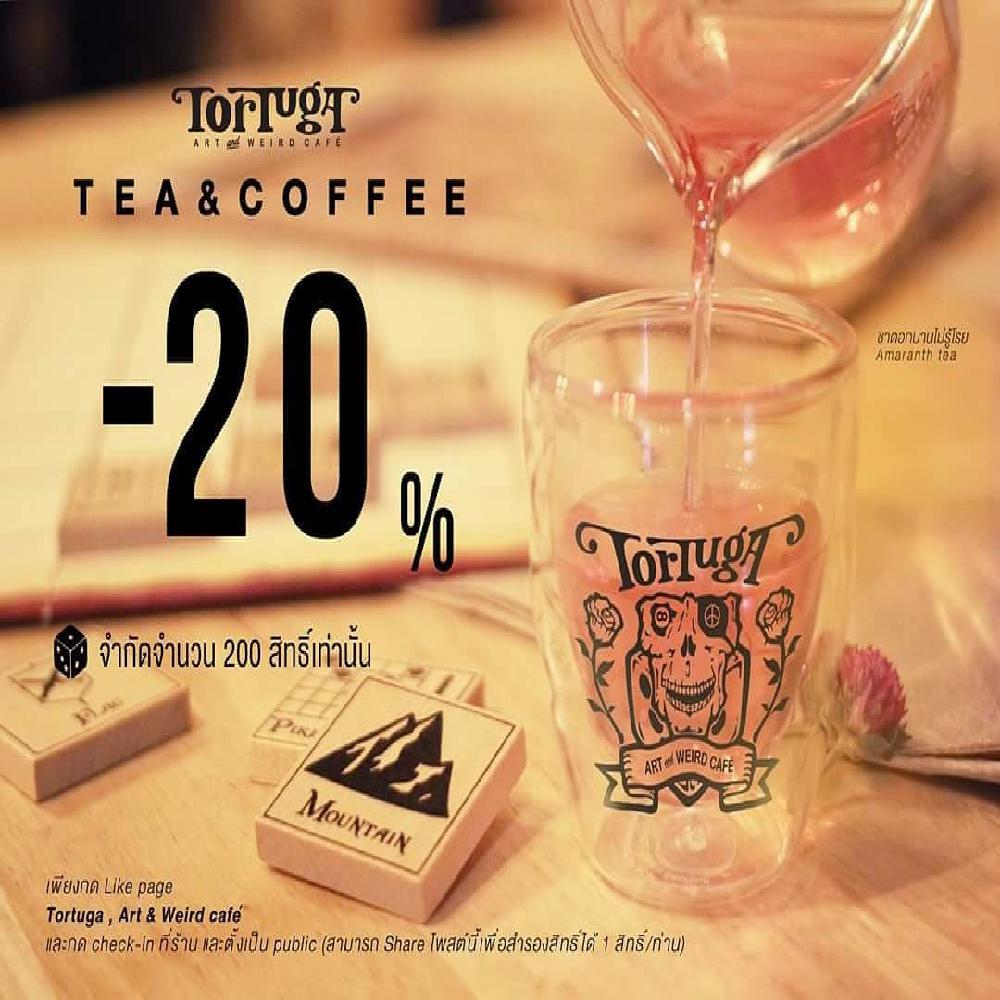 Tortuga
ART and WEIRD CAFÉ
TEA&COFFEE
-20%
ชาดอกบานไม่รู้โรย
Amaranth tea
Tortuga
ART and WEIRD CAFÉ
จำกัดจำนวน 200 สิทธิ์เท่านั้น
MOUNTAIN
เพียงกด Like page
Tortuga , Art & Weird café
และกด check-in ที่ร้าน และตั้งเป็น public (สามารถ Share โพสต์นี้เพื่อสำรองสิทธิ์ได้ 1 สิทธิ์/ท่าน)